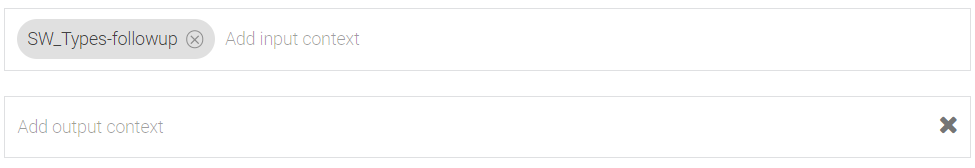 SW_Types-followup Add input context
Add output context